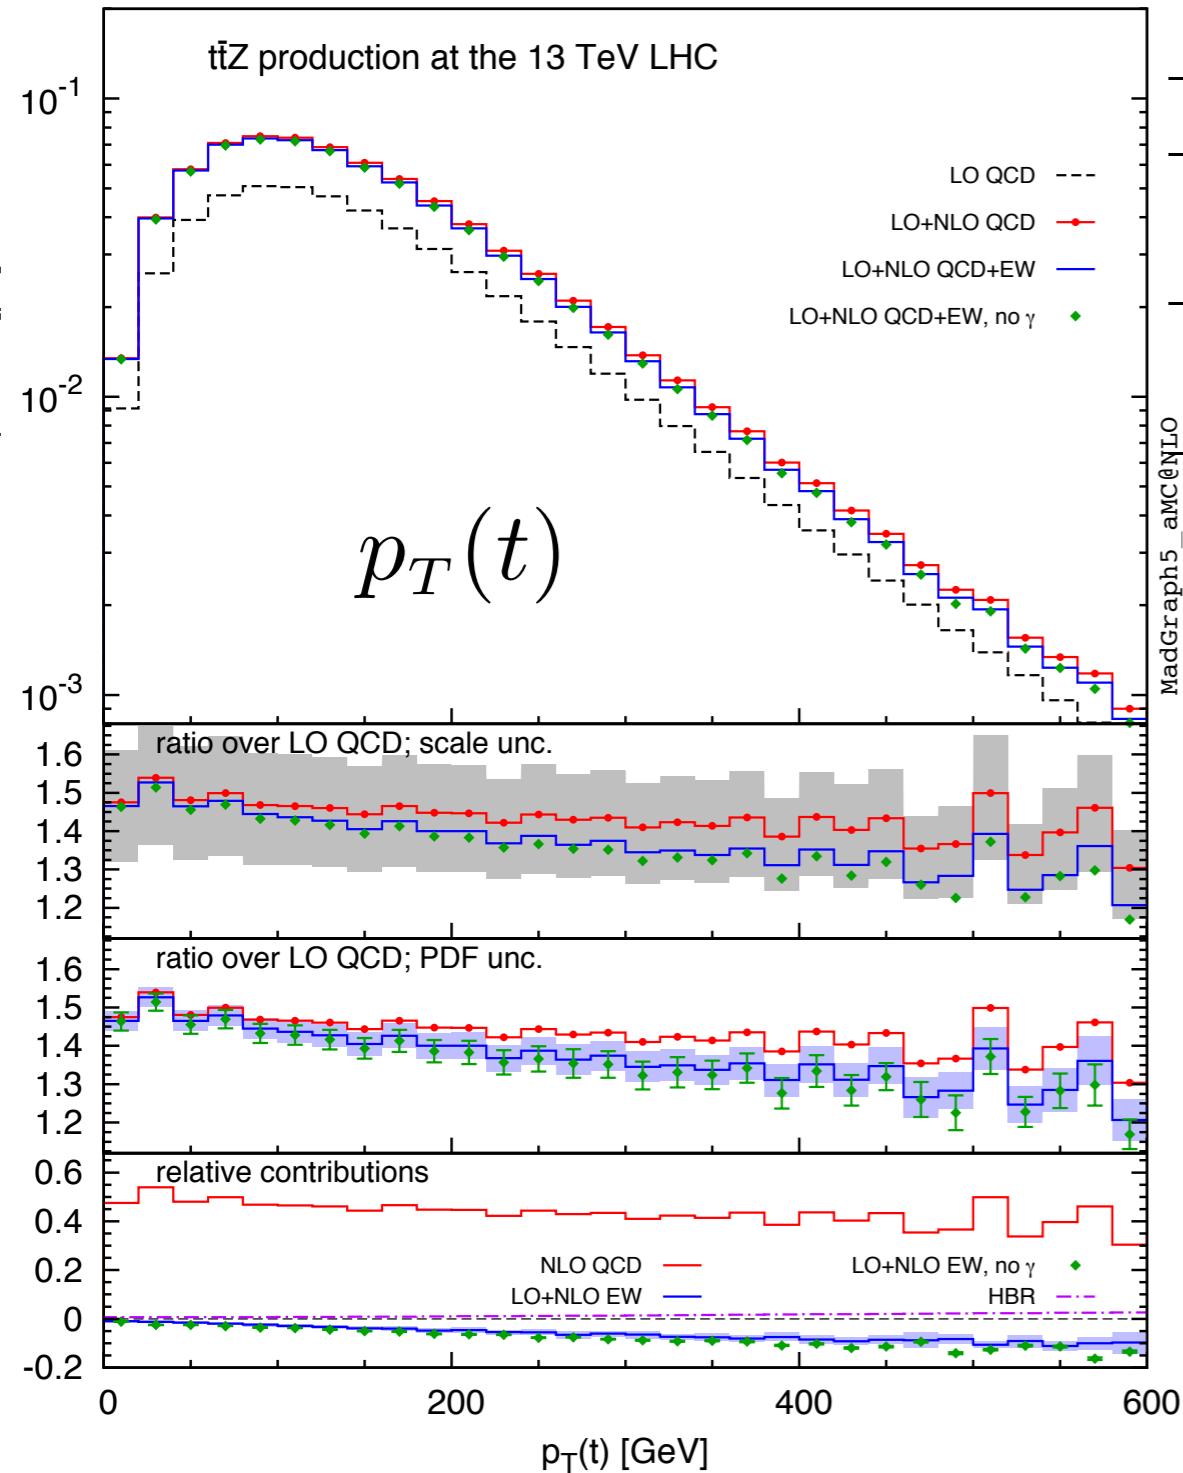 tt̄Z production at the 13 TeV LHC
10⁻¹
LO QCD
LO+NLO QCD
LO+NLO QCD+EW
LO+NLO QCD+EW, no γ
10⁻²
p_T(t)
10⁻³
MadGraph5_aMC@NLO
ratio over LO QCD; scale unc.
1.6
1.5
1.4
1.3
1.2
ratio over LO QCD; PDF unc.
1.6
1.5
1.4
1.3
1.2
relative contributions
0.6
0.4
0.2
0
-0.2
NLO QCD
LO+NLO EW
LO+NLO EW, no γ
HBR
0 200 400 600
p_T(t) [GeV]